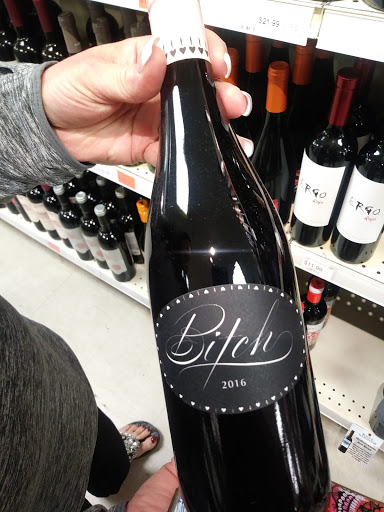 $21.99
ERGO
Rioja
ERGO
Rioja
$11.99
Bitch
2016